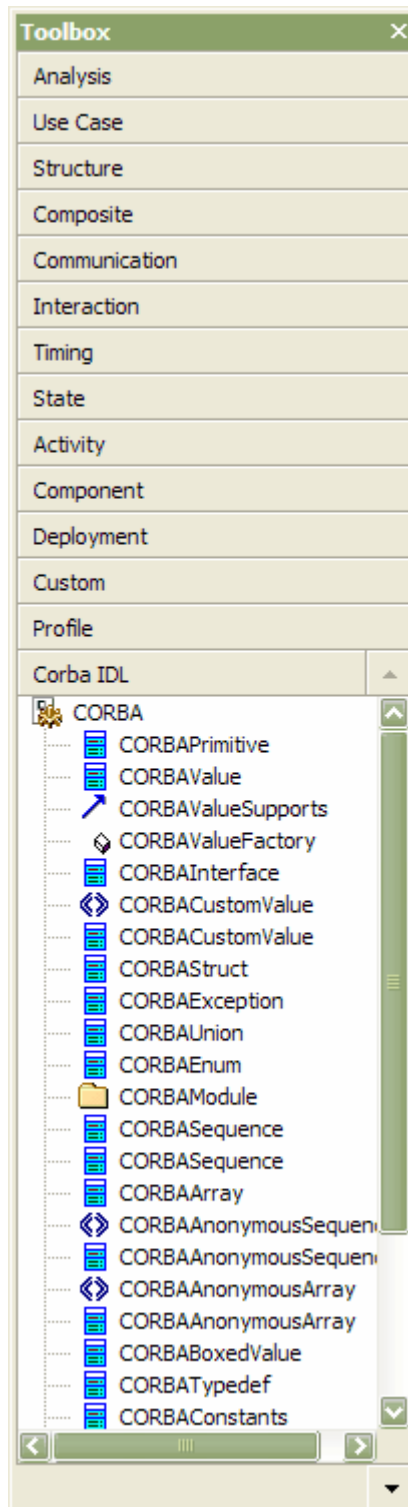 Toolbox
Analysis
Use Case
Structure
Composite
Communication
Interaction
Timing
State
Activity
Component
Deployment
Custom
Profile
Corba IDL
CORBA
CORBAPrimitive
CORBAValue
CORBAValueSupports
CORBAValueFactory
CORBAInterface
CORBACustomValue
CORBACustomValue
CORBAStruct
CORBAException
CORBAUnion
CORBAEnum
CORBAModule
CORBASequence
CORBASequence
CORBAArray
CORBAAnonymousSequen
CORBAAnonymousSequen
CORBAAnonymousArray
CORBAAnonymousArray
CORBABoxedValue
CORBATypedef
CORBAConstants